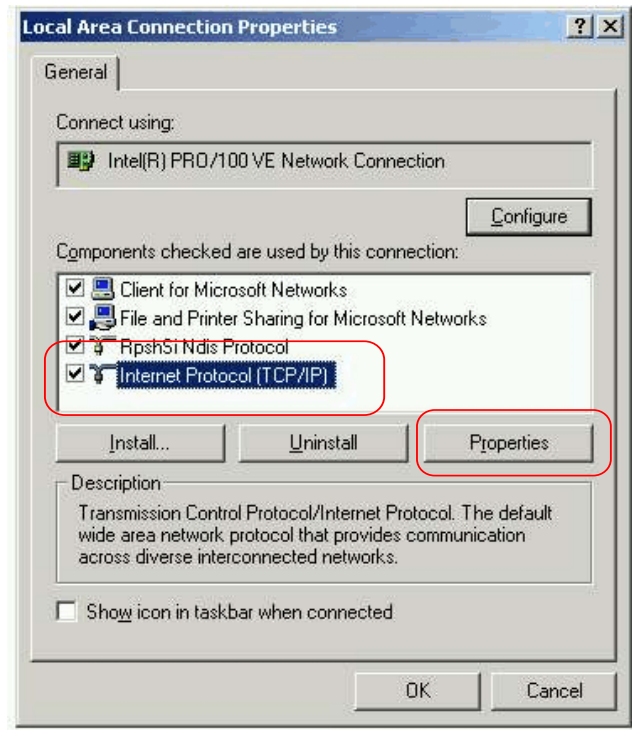 Local Area Connection Properties
General
Connect using:
Intel(R) PRO/100 VE Network Connection
Configure
Components checked are used by this connection:
Client for Microsoft Networks
File and Printer Sharing for Microsoft Networks
RpshSi Ndis Protocol
Internet Protocol (TCP/IP)
Install... Uninstall Properties
Description
Transmission Control Protocol/Internet Protocol. The default
wide area network protocol that provides communication
across diverse interconnected networks.
Show icon in taskbar when connected
OK Cancel